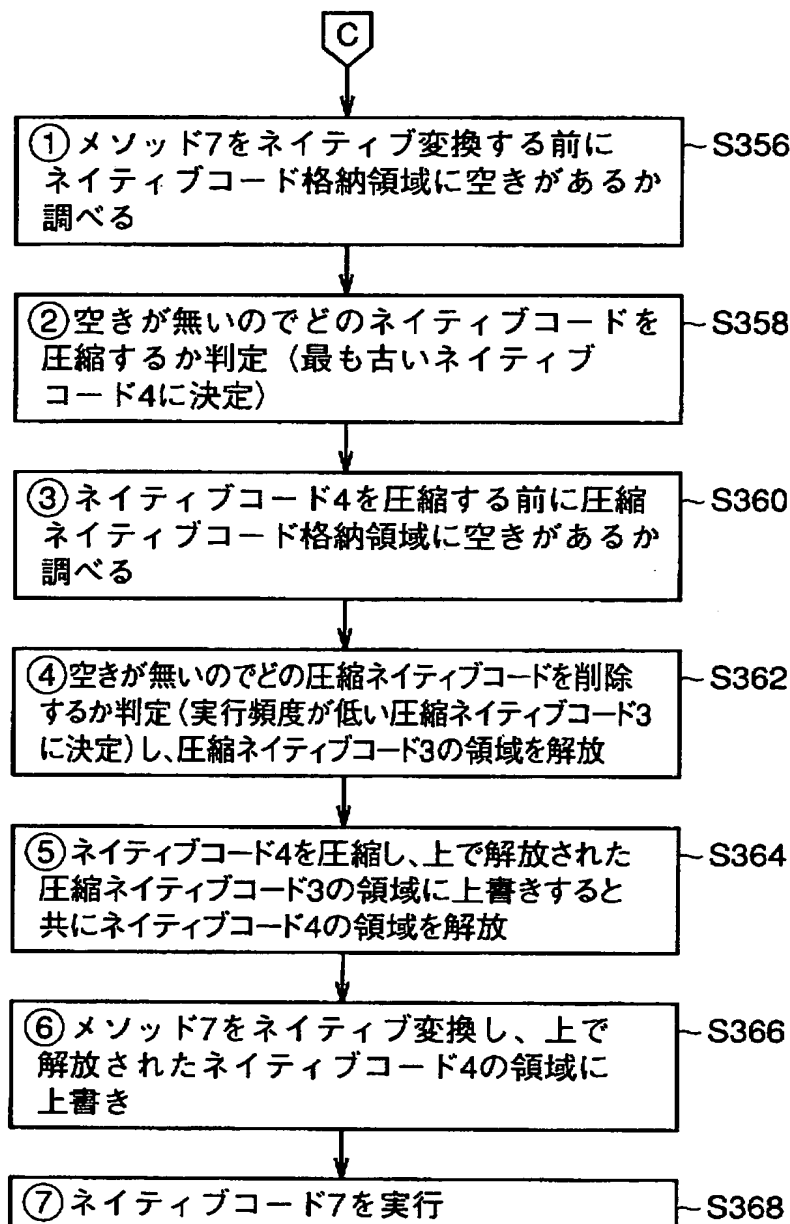 C
①メソッド7をネイティブ変換する前に ~S356
ネイティブコード格納領域に空きがあるか
調べる
②空きが無いのでどのネイティブコードを ~S358
圧縮するか判定(最も古いネイティブ
コード4に決定)
③ネイティブコード4を圧縮する前に圧縮 ~S360
ネイティブコード格納領域に空きがあるか
調べる
④空きが無いのでどの圧縮ネイティブコードを削除 ~S362
するか判定(実行頻度が低い圧縮ネイティブコード3
に決定)し、圧縮ネイティブコード3の領域を解放
⑤ネイティブコード4を圧縮し、上で解放された ~S364
圧縮ネイティブコード3の領域に上書きすると
共にネイティブコード4の領域を解放
⑥メソッド7をネイティブ変換し、上で ~S366
解放されたネイティブコード4の領域に
上書き
⑦ネイティブコード7を実行 ~S368